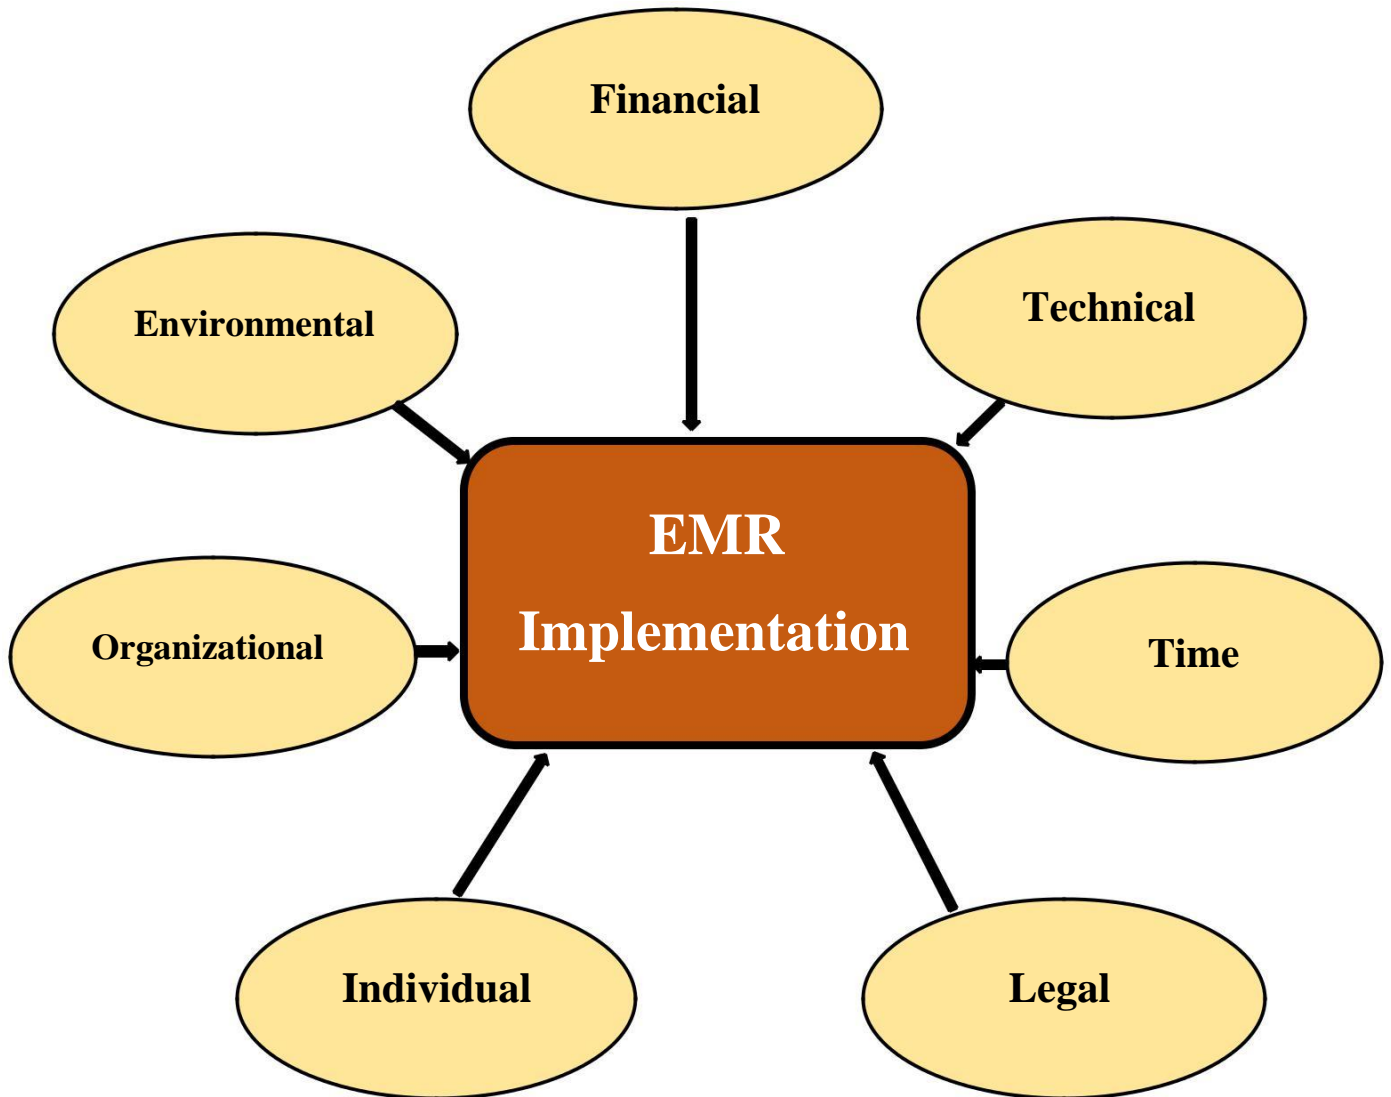 Financial
Environmental
Technical
EMR
Implementation
Organizational
Time
Individual
Legal